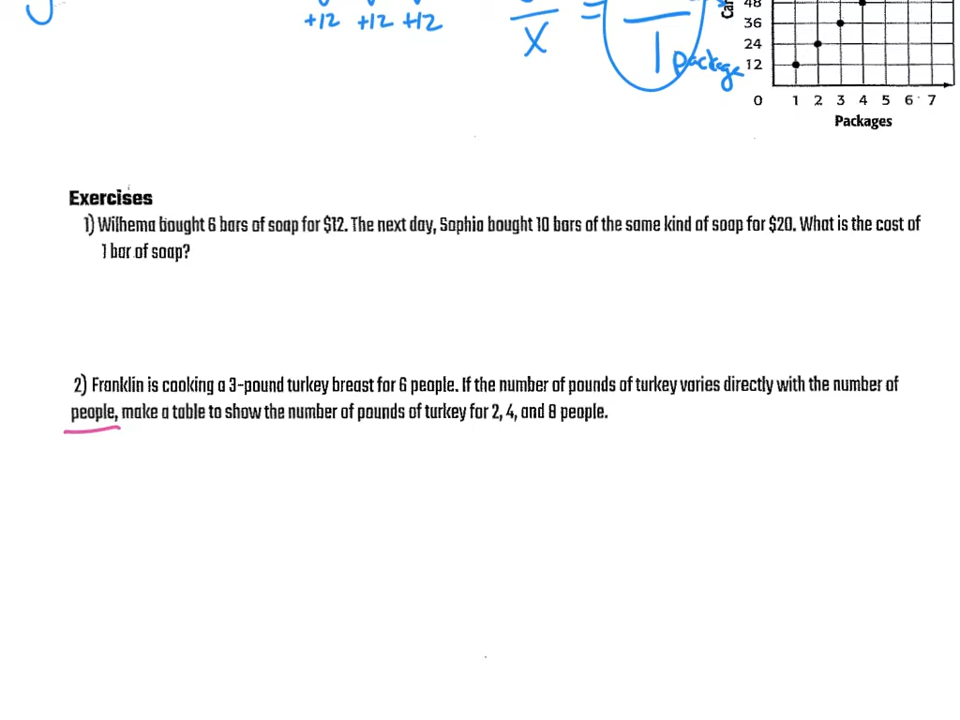 +12 +12 +12
x
=
1 package
48
36
24
12
0 1 2 3 4 5 6 7
Packages
Exercises
1) Wilhema bought 6 bars of soap for $12. The next day, Sophia bought 10 bars of the same kind of soap for $20. What is the cost of
1 bar of soap?
2) Franklin is cooking a 3-pound turkey breast for 6 people. If the number of pounds of turkey varies directly with the number of
people, make a table to show the number of pounds of turkey for 2, 4, and 8 people.